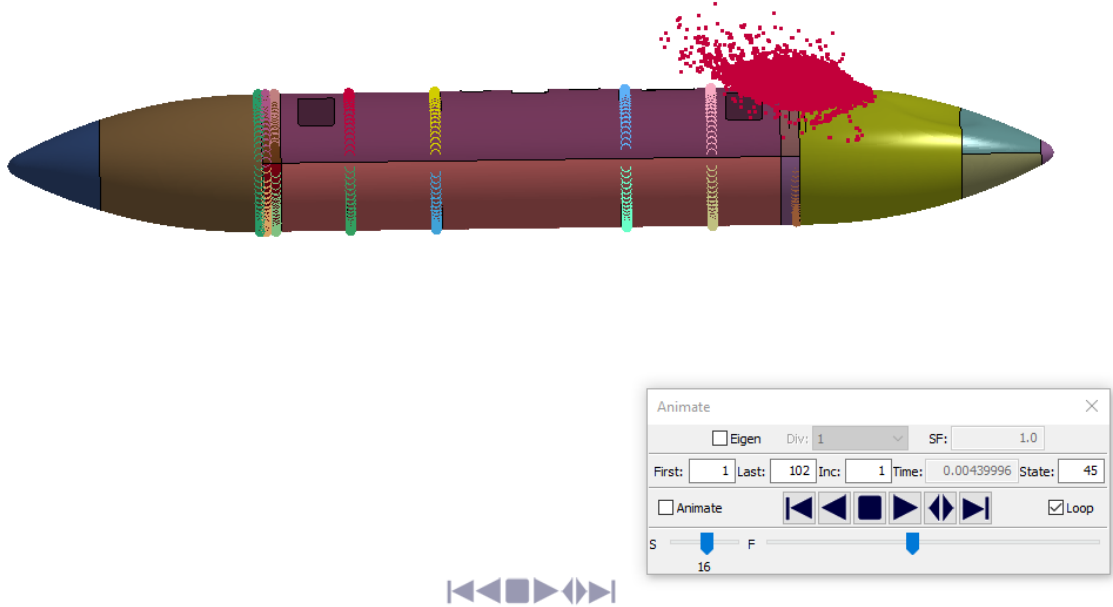 Animate
Eigen Div: 1 SF: 1.0
First: 1 Last: 102 Inc: 1 Time: 0.00439996 State: 45
Animate Loop
S F
16